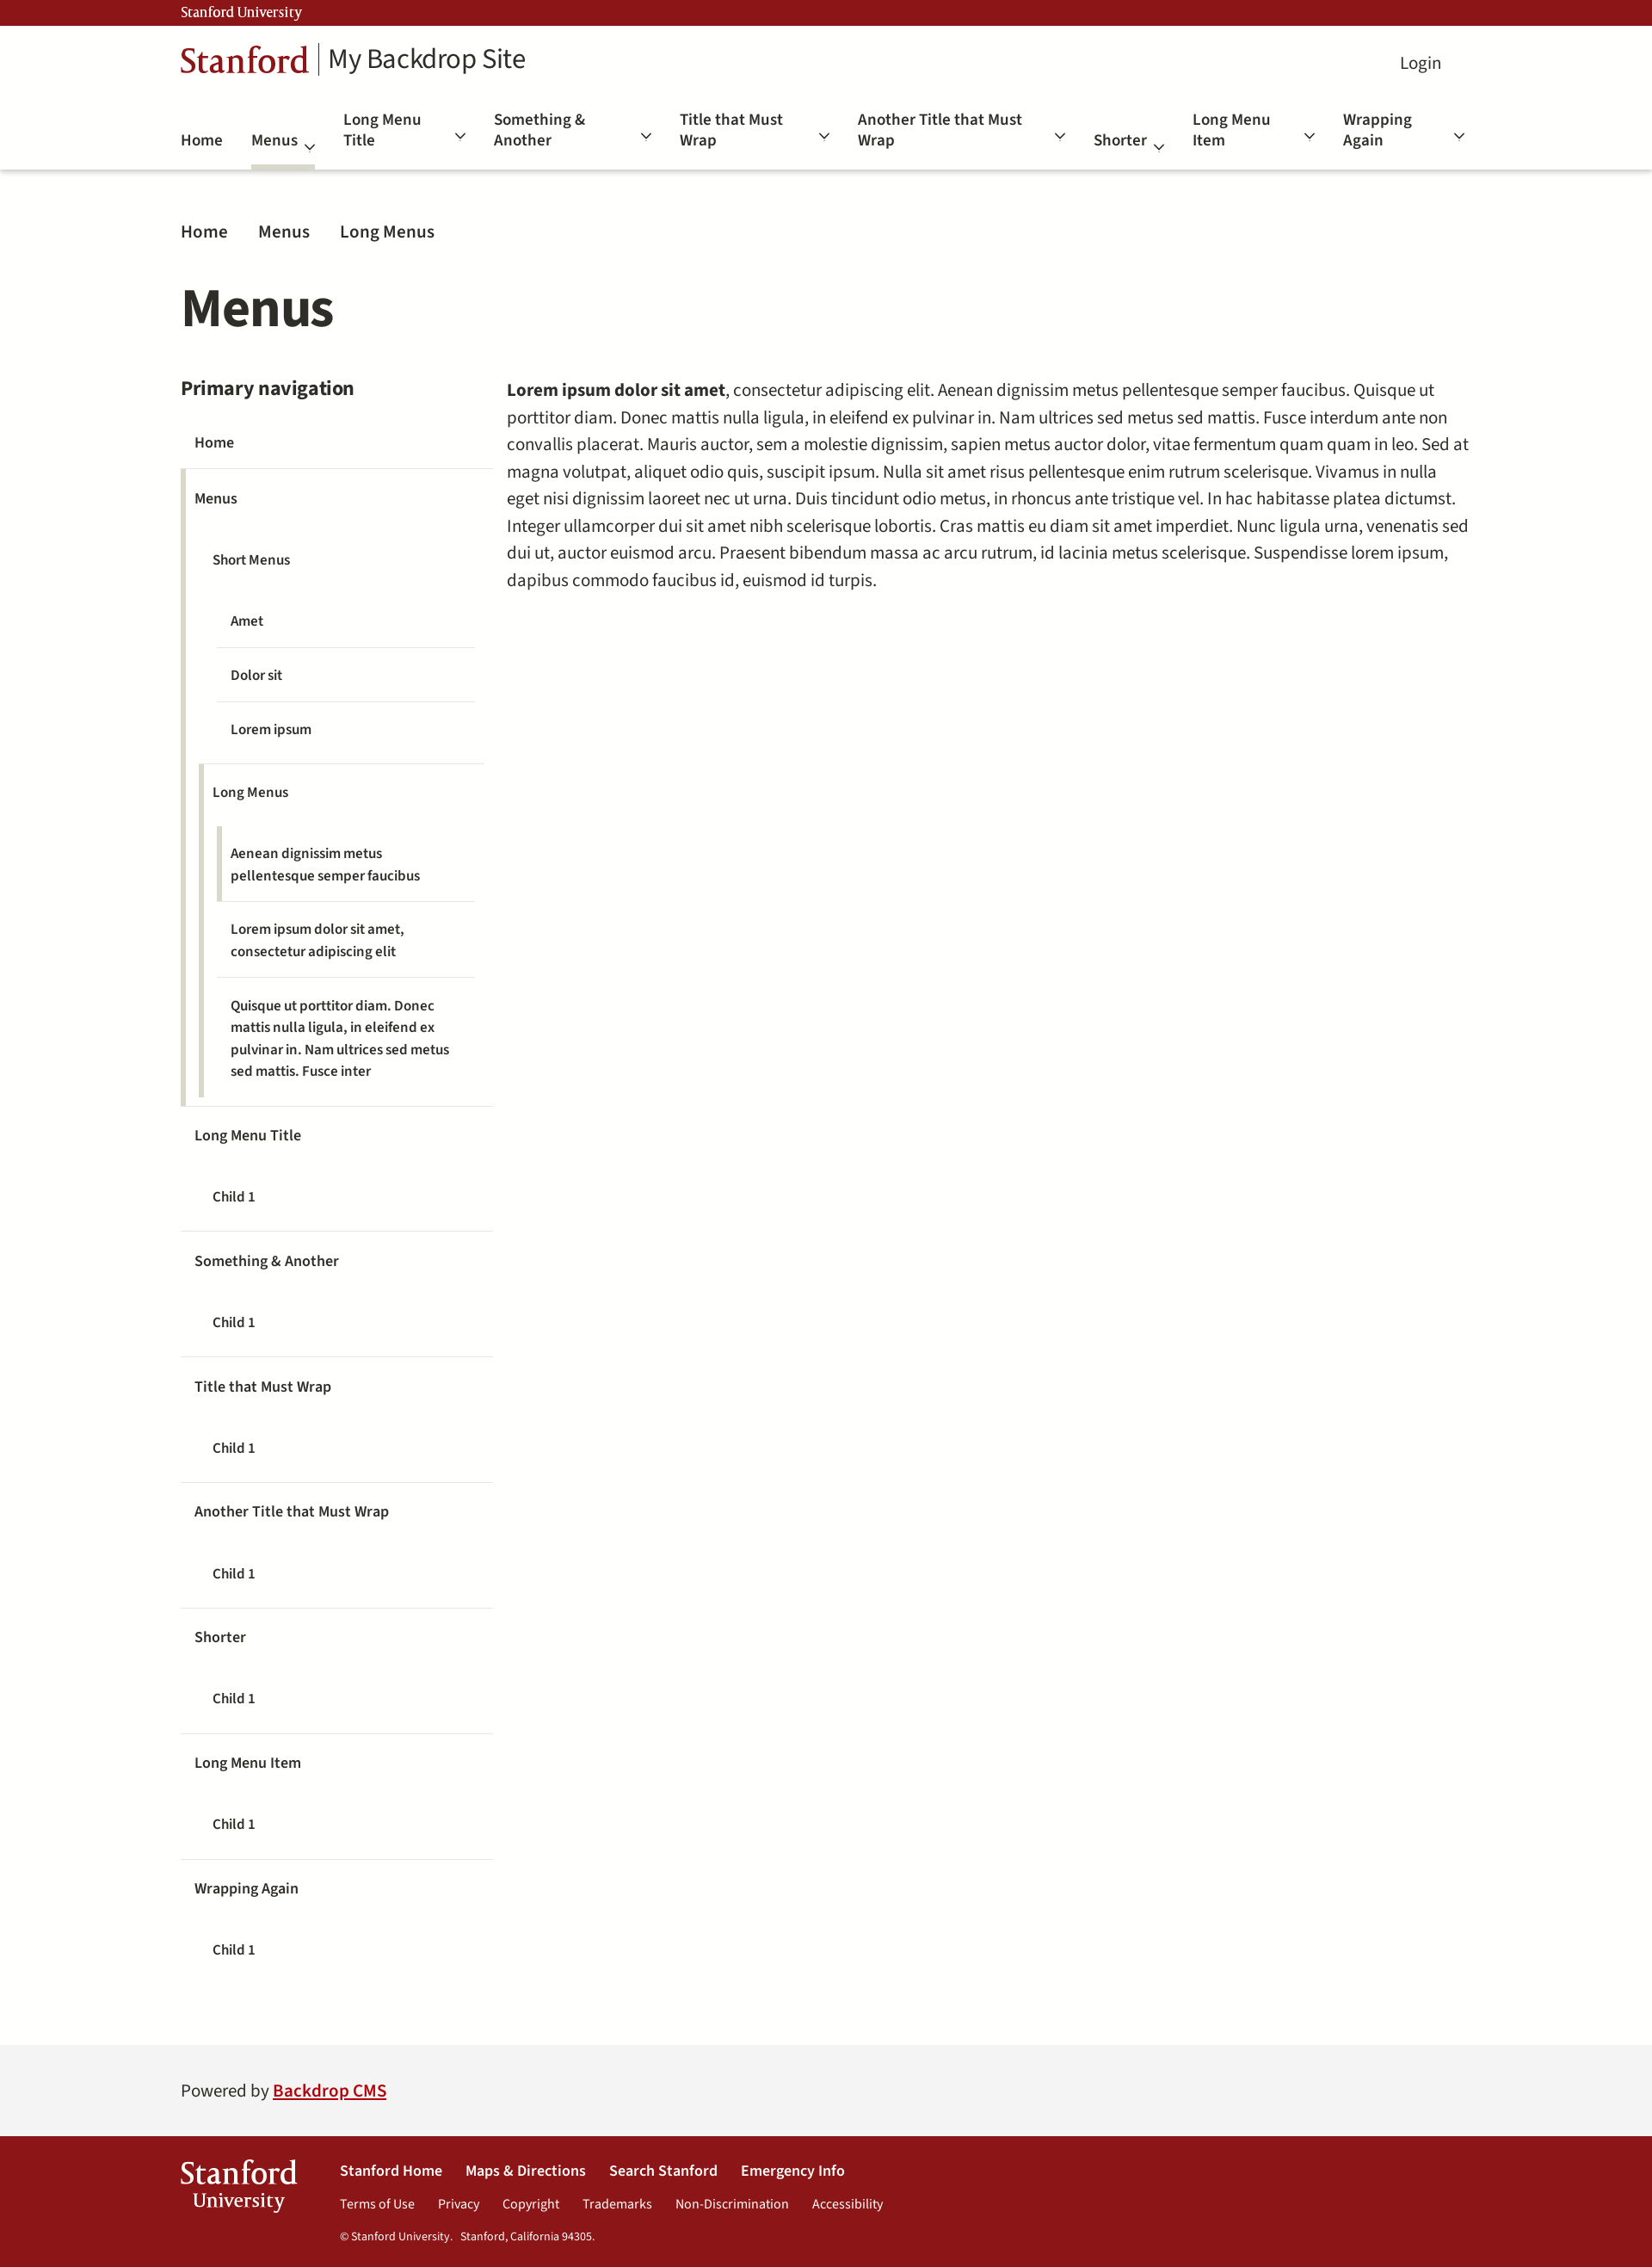 Stanford University
Stanford My Backdrop Site
Login
Home
Menus
Long Menu
Title
Something &
Another
Title that Must
Wrap
Another Title that Must
Wrap
Shorter
Long Menu
Item
Wrapping
Again
Home Menus Long Menus
Menus
Primary navigation
Home
Menus
Short Menus
Amet
Dolor sit
Lorem ipsum
Long Menus
Aenean dignissim metus
pellentesque semper faucibus
Lorem ipsum dolor sit amet,
consectetur adipiscing elit
Quisque ut porttitor diam. Donec
mattis nulla ligula, in eleifend ex
pulvinar in. Nam ultrices sed metus
sed mattis. Fusce inter
Long Menu Title
Child 1
Something & Another
Child 1
Title that Must Wrap
Child 1
Another Title that Must Wrap
Child 1
Shorter
Child 1
Long Menu Item
Child 1
Wrapping Again
Child 1
Lorem ipsum dolor sit amet, consectetur adipiscing elit. Aenean dignissim metus pellentesque semper faucibus. Quisque ut
porttitor diam. Donec mattis nulla ligula, in eleifend ex pulvinar in. Nam ultrices sed metus sed mattis. Fusce interdum ante non
convallis placerat. Mauris auctor, sem a molestie dignissim, sapien metus auctor dolor, vitae fermentum quam quam in leo. Sed at
magna volutpat, aliquet odio quis, suscipit ipsum. Nulla sit amet risus pellentesque enim rutrum scelerisque. Vivamus in nulla
eget nisi dignissim laoreet nec ut urna. Duis tincidunt odio metus, in rhoncus ante tristique vel. In hac habitasse platea dictumst.
Integer ullamcorper dui sit amet nibh scelerisque lobortis. Cras mattis eu diam sit amet imperdiet. Nunc ligula urna, venenatis sed
dui ut, auctor euismod arcu. Praesent bibendum massa ac arcu rutrum, id lacinia metus scelerisque. Suspendisse lorem ipsum,
dapibus commodo faucibus id, euismod id turpis.
Powered by Backdrop CMS
Stanford
University
Stanford Home Maps & Directions Search Stanford Emergency Info
Terms of Use Privacy Copyright Trademarks Non-Discrimination Accessibility
© Stanford University. Stanford, California 94305.